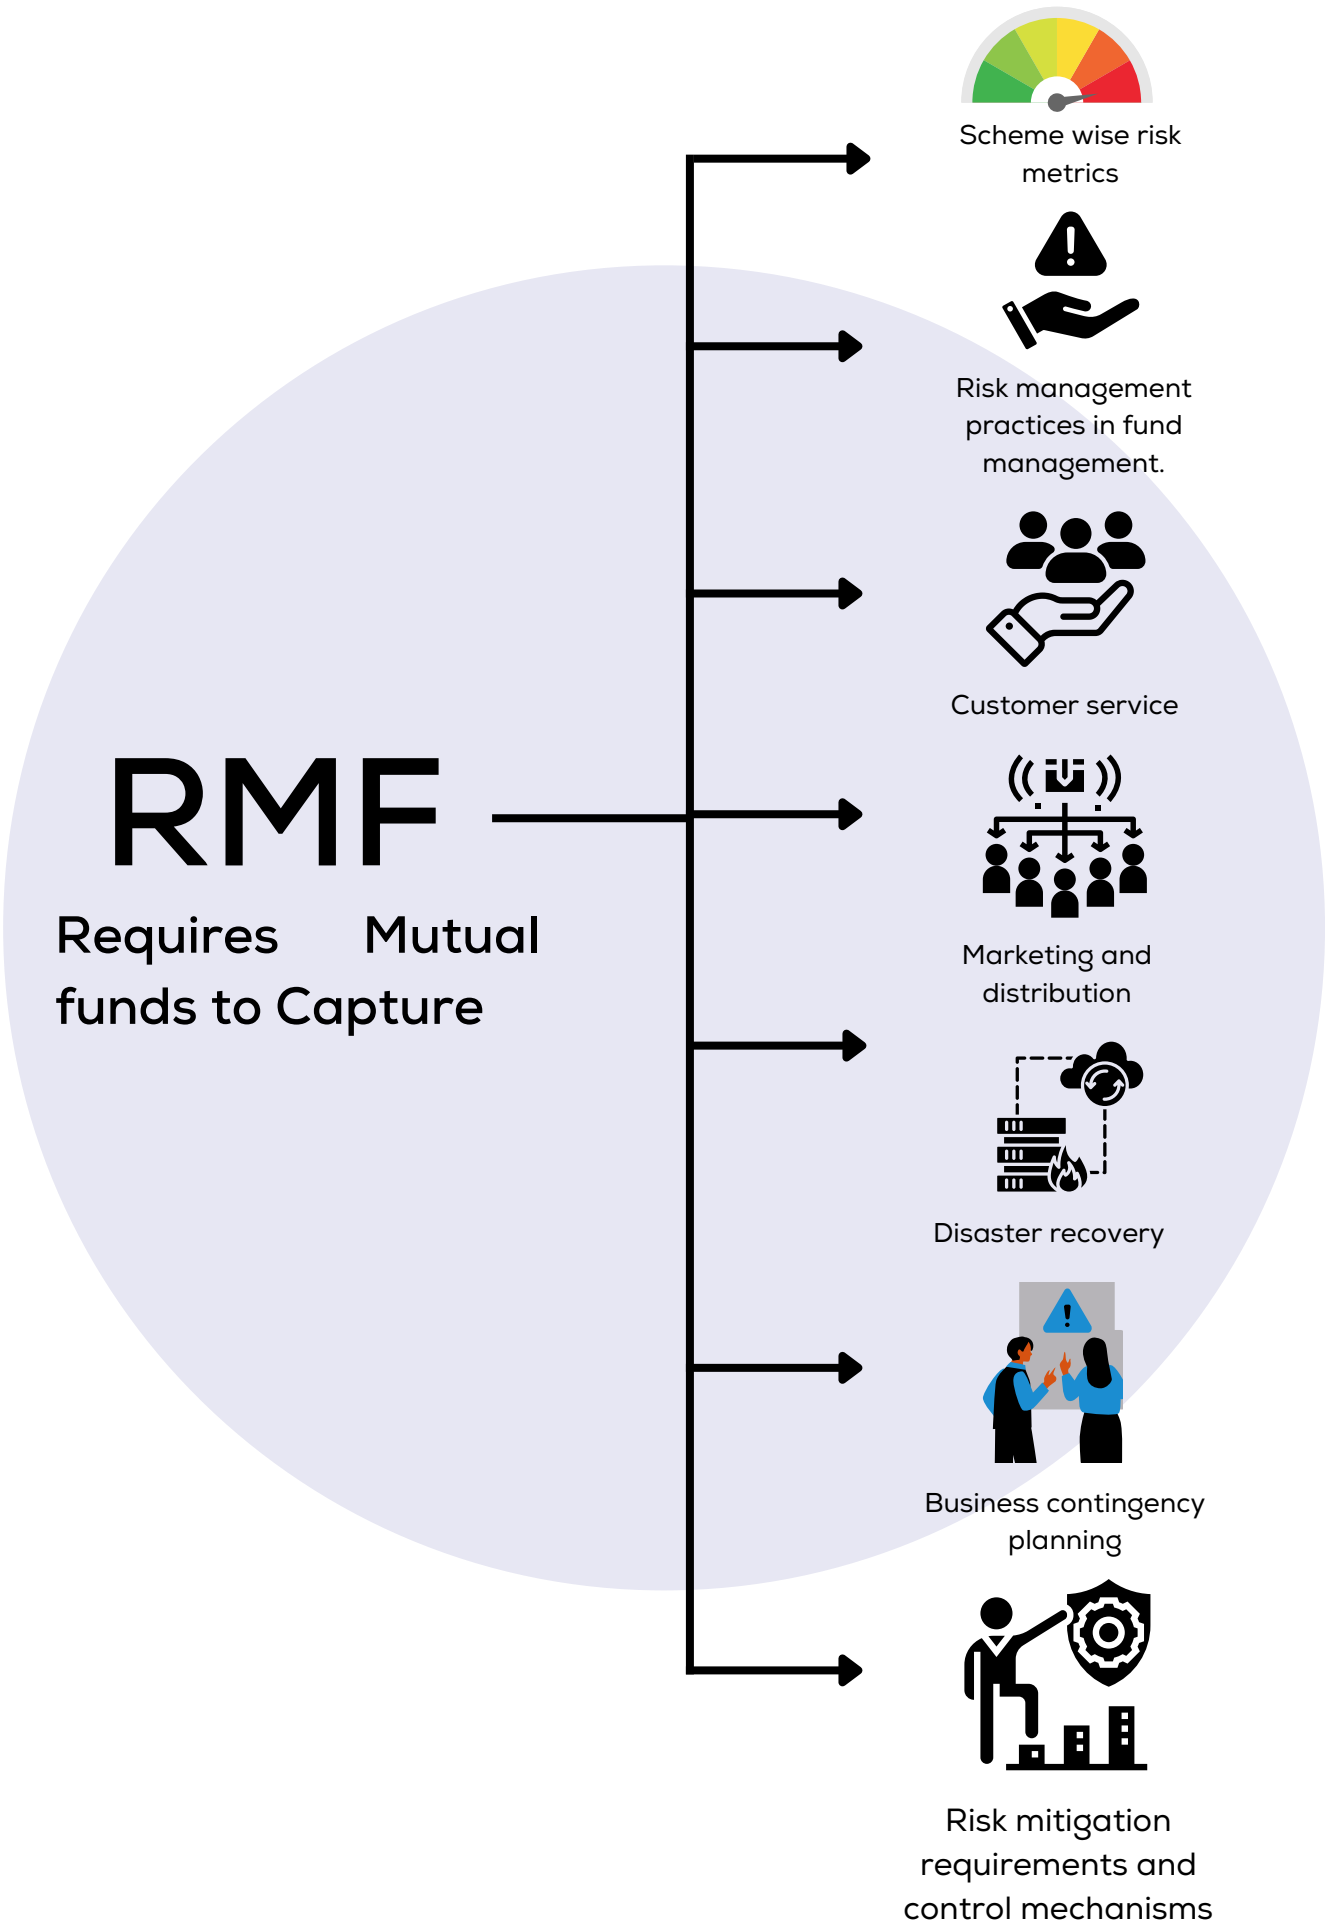 RMF
Requires Mutual
funds to Capture
Scheme wise risk
metrics
Risk management
practices in fund
management.
Customer service
Marketing and
distribution
Disaster recovery
Business contingency
planning
Risk mitigation
requirements and
control mechanisms